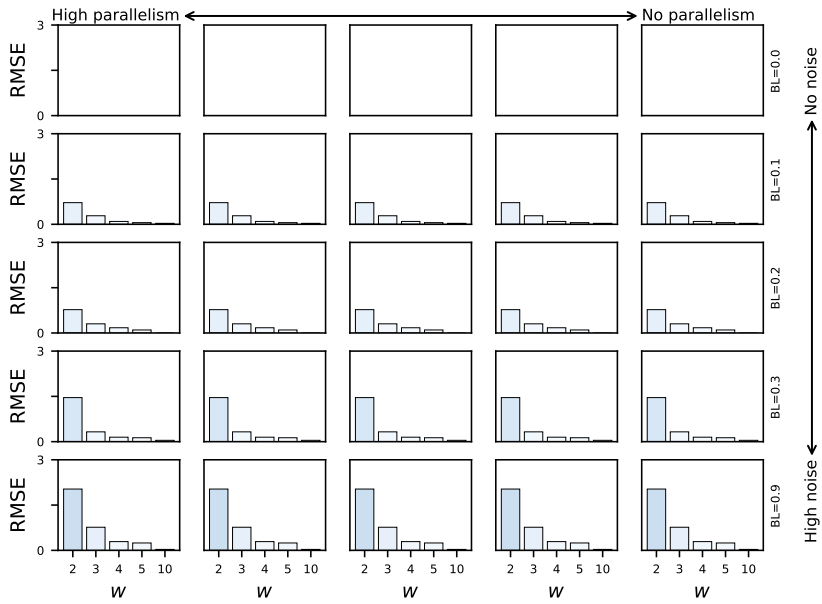 High parallelism No parallelism
3
0
RMSE
BL=0.0
No noise
3
0
RMSE
BL=0.1
3
0
RMSE
BL=0.2
3
0
RMSE
BL=0.3
3
0
RMSE
BL=0.9
High noise
2 3 4 5 10 2 3 4 5 10 2 3 4 5 10 2 3 4 5 10 2 3 4 5 10
w w w w w